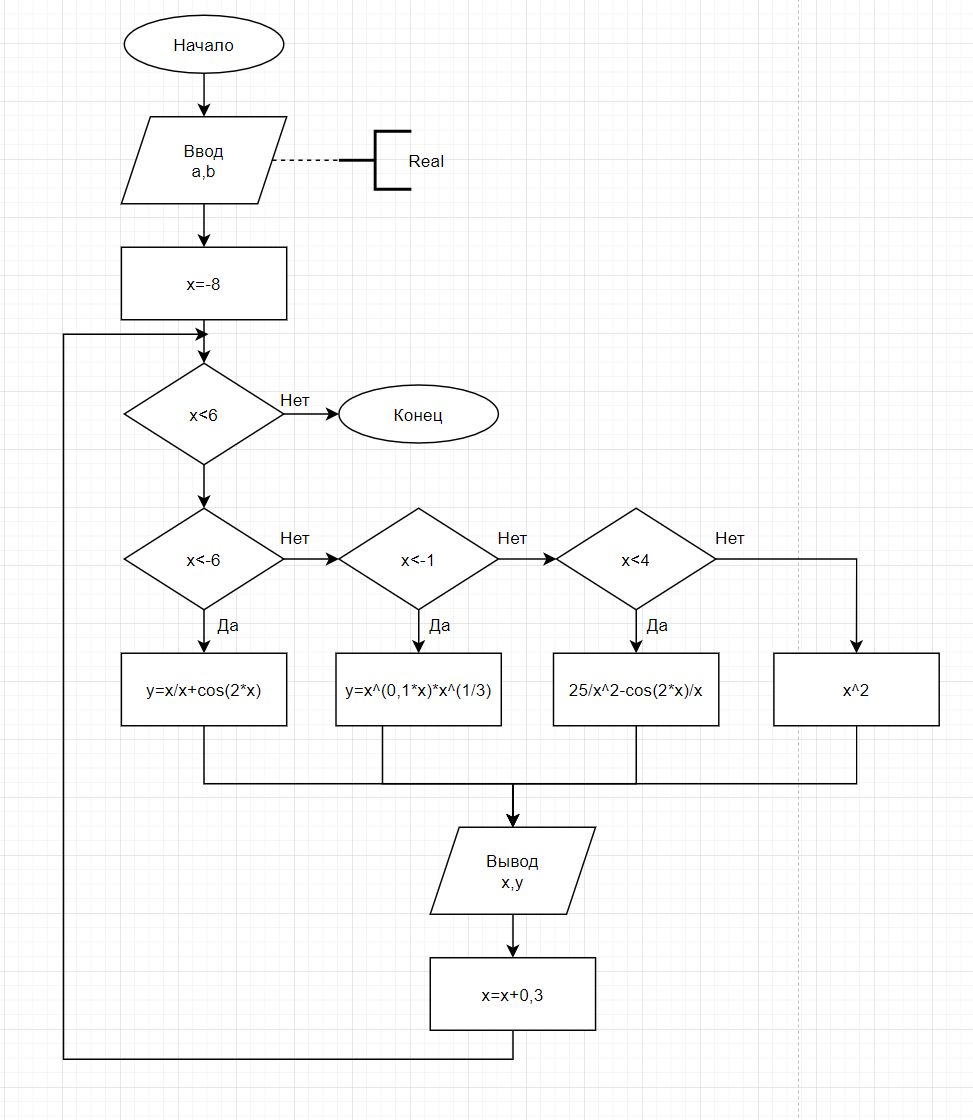 Начало
Ввод
a,b
Real
x=-8
x<6
Нет
Конец
x<-6
Нет
x<-1
Нет
x<4
Нет
Да
Да
Да
y=x/x+cos(2*x)
y=x^(0,1*x)*x^(1/3)
25/x^2-cos(2*x)/x
x^2
Вывод
x,y
x=x+0,3